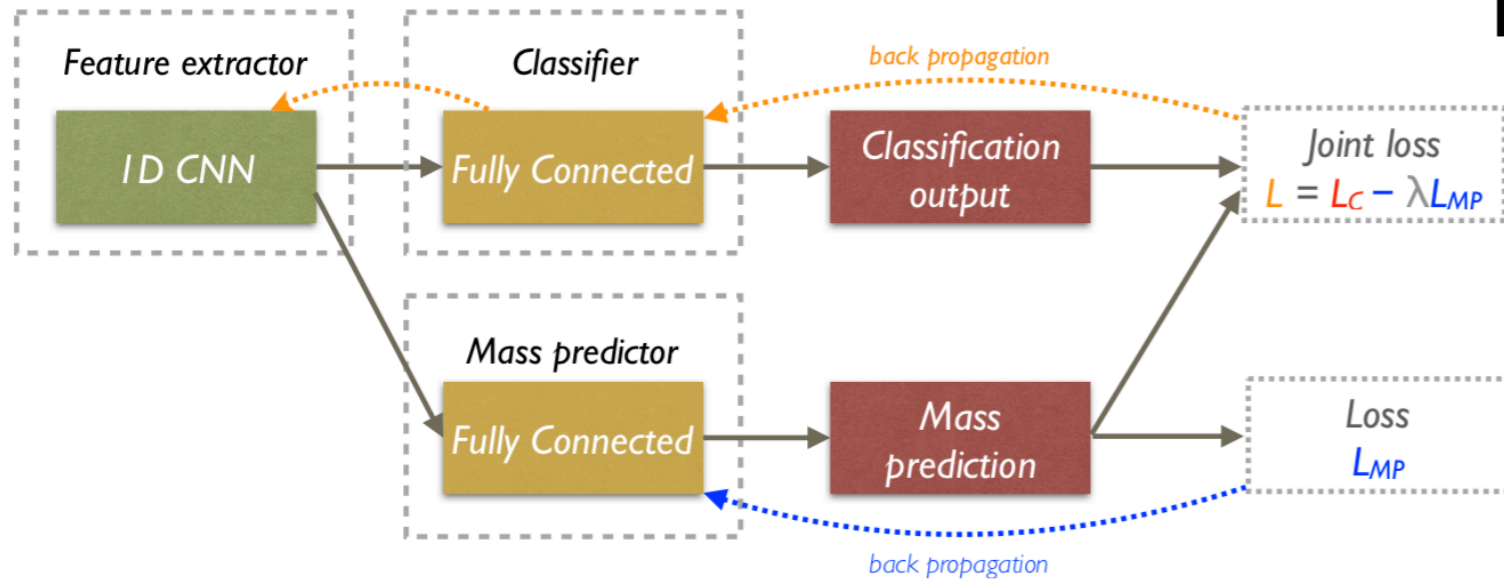 Feature extractor
Classifier
back propagation
1D CNN
Fully Connected
Classification
output
Joint loss
L = LC − λLMP
Mass predictor
Fully Connected
Mass
prediction
Loss
LMP
back propagation